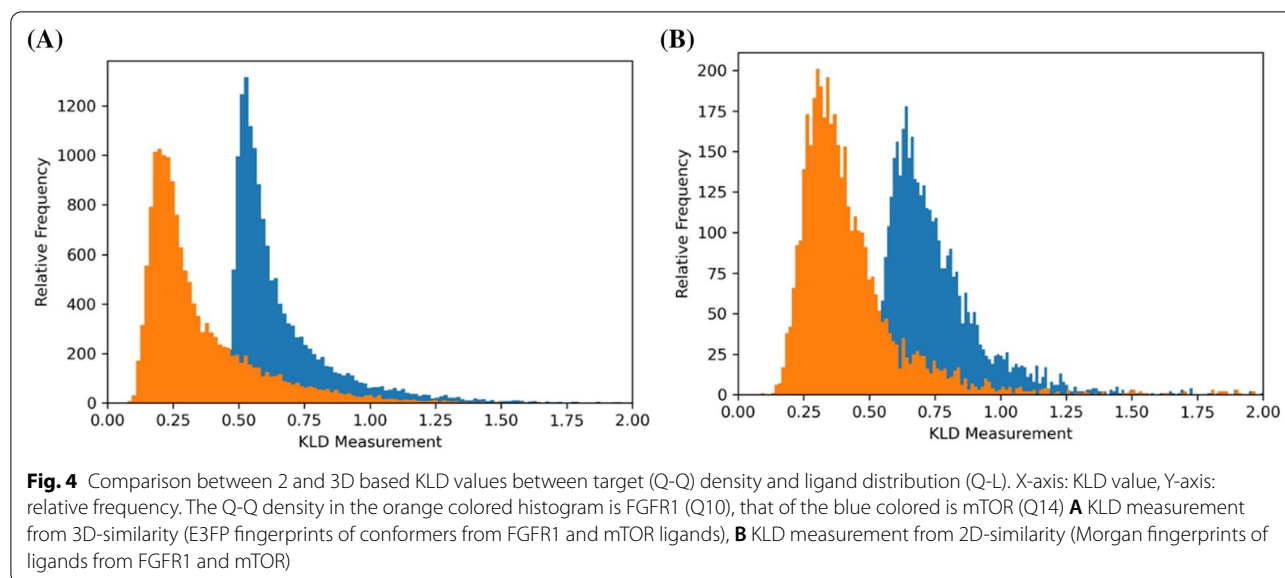 (A)
(B)
Relative Frequency
1200
1000
800
600
400
200
0
0.00 0.25 0.50 0.75 1.00 1.25 1.50 1.75 2.00
KLD Measurement
Relative Frequency
200
175
150
125
100
75
50
25
0
0.00 0.25 0.50 0.75 1.00 1.25 1.50 1.75 2.00
KLD Measurement
Fig. 4 Comparison between 2 and 3D based KLD values between target (Q-Q) density and ligand distribution (Q-L). X-axis: KLD value, Y-axis:
relative frequency. The Q-Q density in the orange colored histogram is FGFR1 (Q10), that of the blue colored is mTOR (Q14) A KLD measurement
from 3D-similarity (E3FP fingerprints of conformers from FGFR1 and mTOR ligands), B KLD measurement from 2D-similarity (Morgan fingerprints of
ligands from FGFR1 and mTOR)